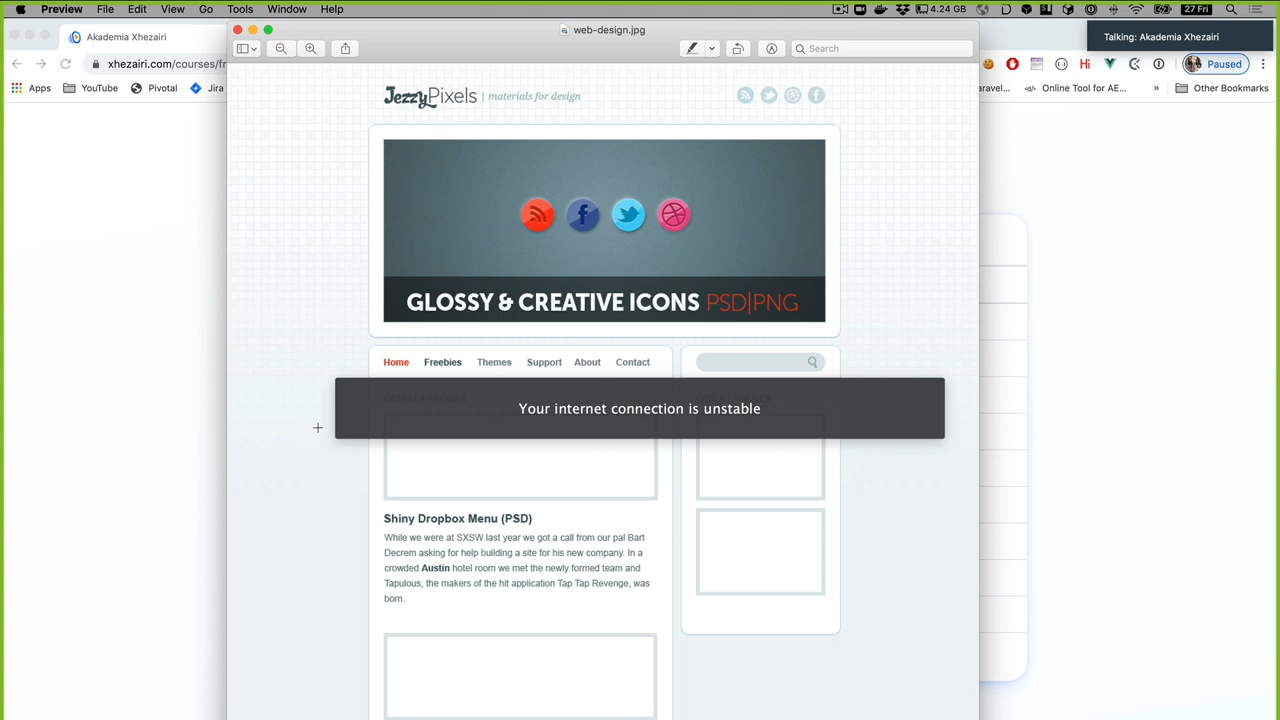 Preview File Edit View Go Tools Window Help 4.24 GB 27 Fri
web-design.jpg
Akademia Xhezairi
Talking: Akademia Xhezairi
Search
xhezairi.com/courses/fr
Hi
Paused
Apps YouTube Pivotal Jira
Online Tool for AE... » Other Bookmarks
JezzyPixels | materials for design
GLOSSY & CREATIVE ICONS PSD|PNG
Home Freebies Themes Support About Contact
Your internet connection is unstable
Shiny Dropbox Menu (PSD)
While we were at SXSW last year we got a call from our pal Bart
Decrem asking for help building a site for his new company. In a
crowded Austin hotel room we met the newly formed team and
Tapulous, the makers of the hit application Tap Tap Revenge, was
born.